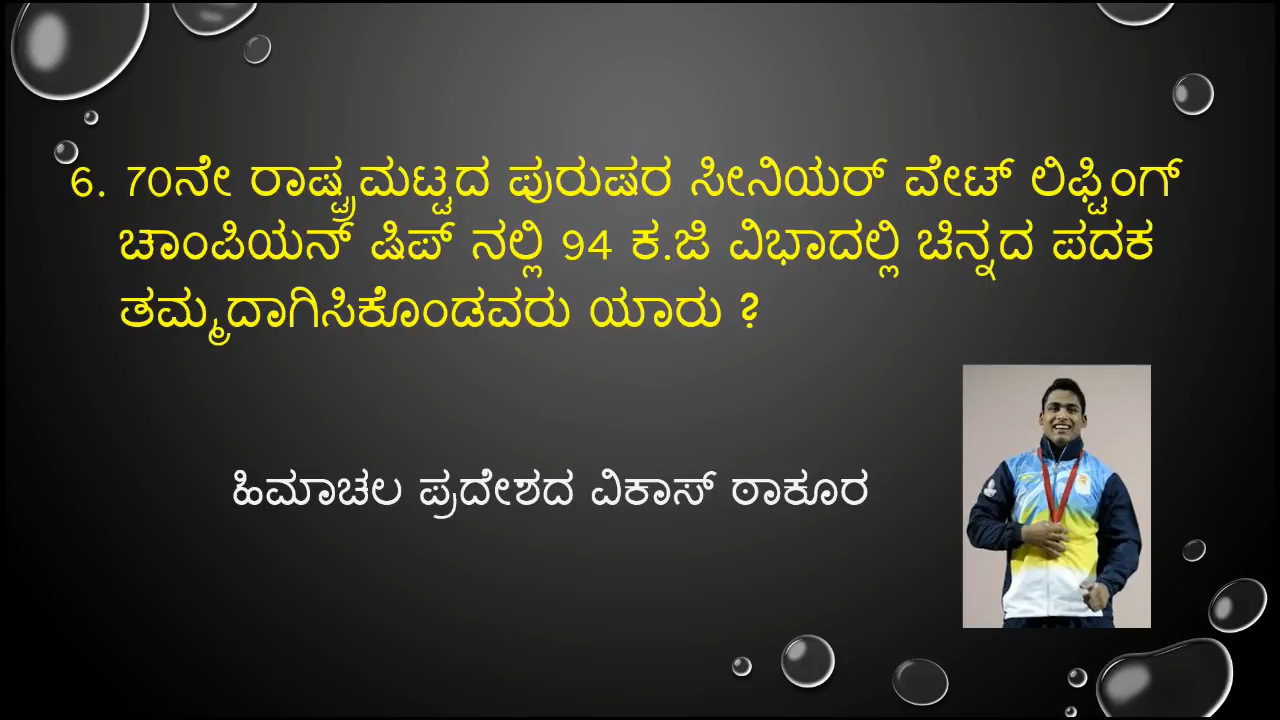 6. 70ನೇ ರಾಷ್ಟ್ರಮಟ್ಟದ ಪುರುಷರ ಸೀನಿಯರ್ ವೇಟ್ ಲಿಫ್ಟಿಂಗ್
ಚಾಂಪಿಯನ್ ಷಿಪ್ ನಲ್ಲಿ 94 ಕ.ಜಿ ವಿಭಾದಲ್ಲಿ ಚಿನ್ನದ ಪದಕ
ತಮ್ಮದಾಗಿಸಿಕೊಂಡವರು ಯಾರು ?
ಹಿಮಾಚಲ ಪ್ರದೇಶದ ವಿಕಾಸ್ ಠಾಕೂರ